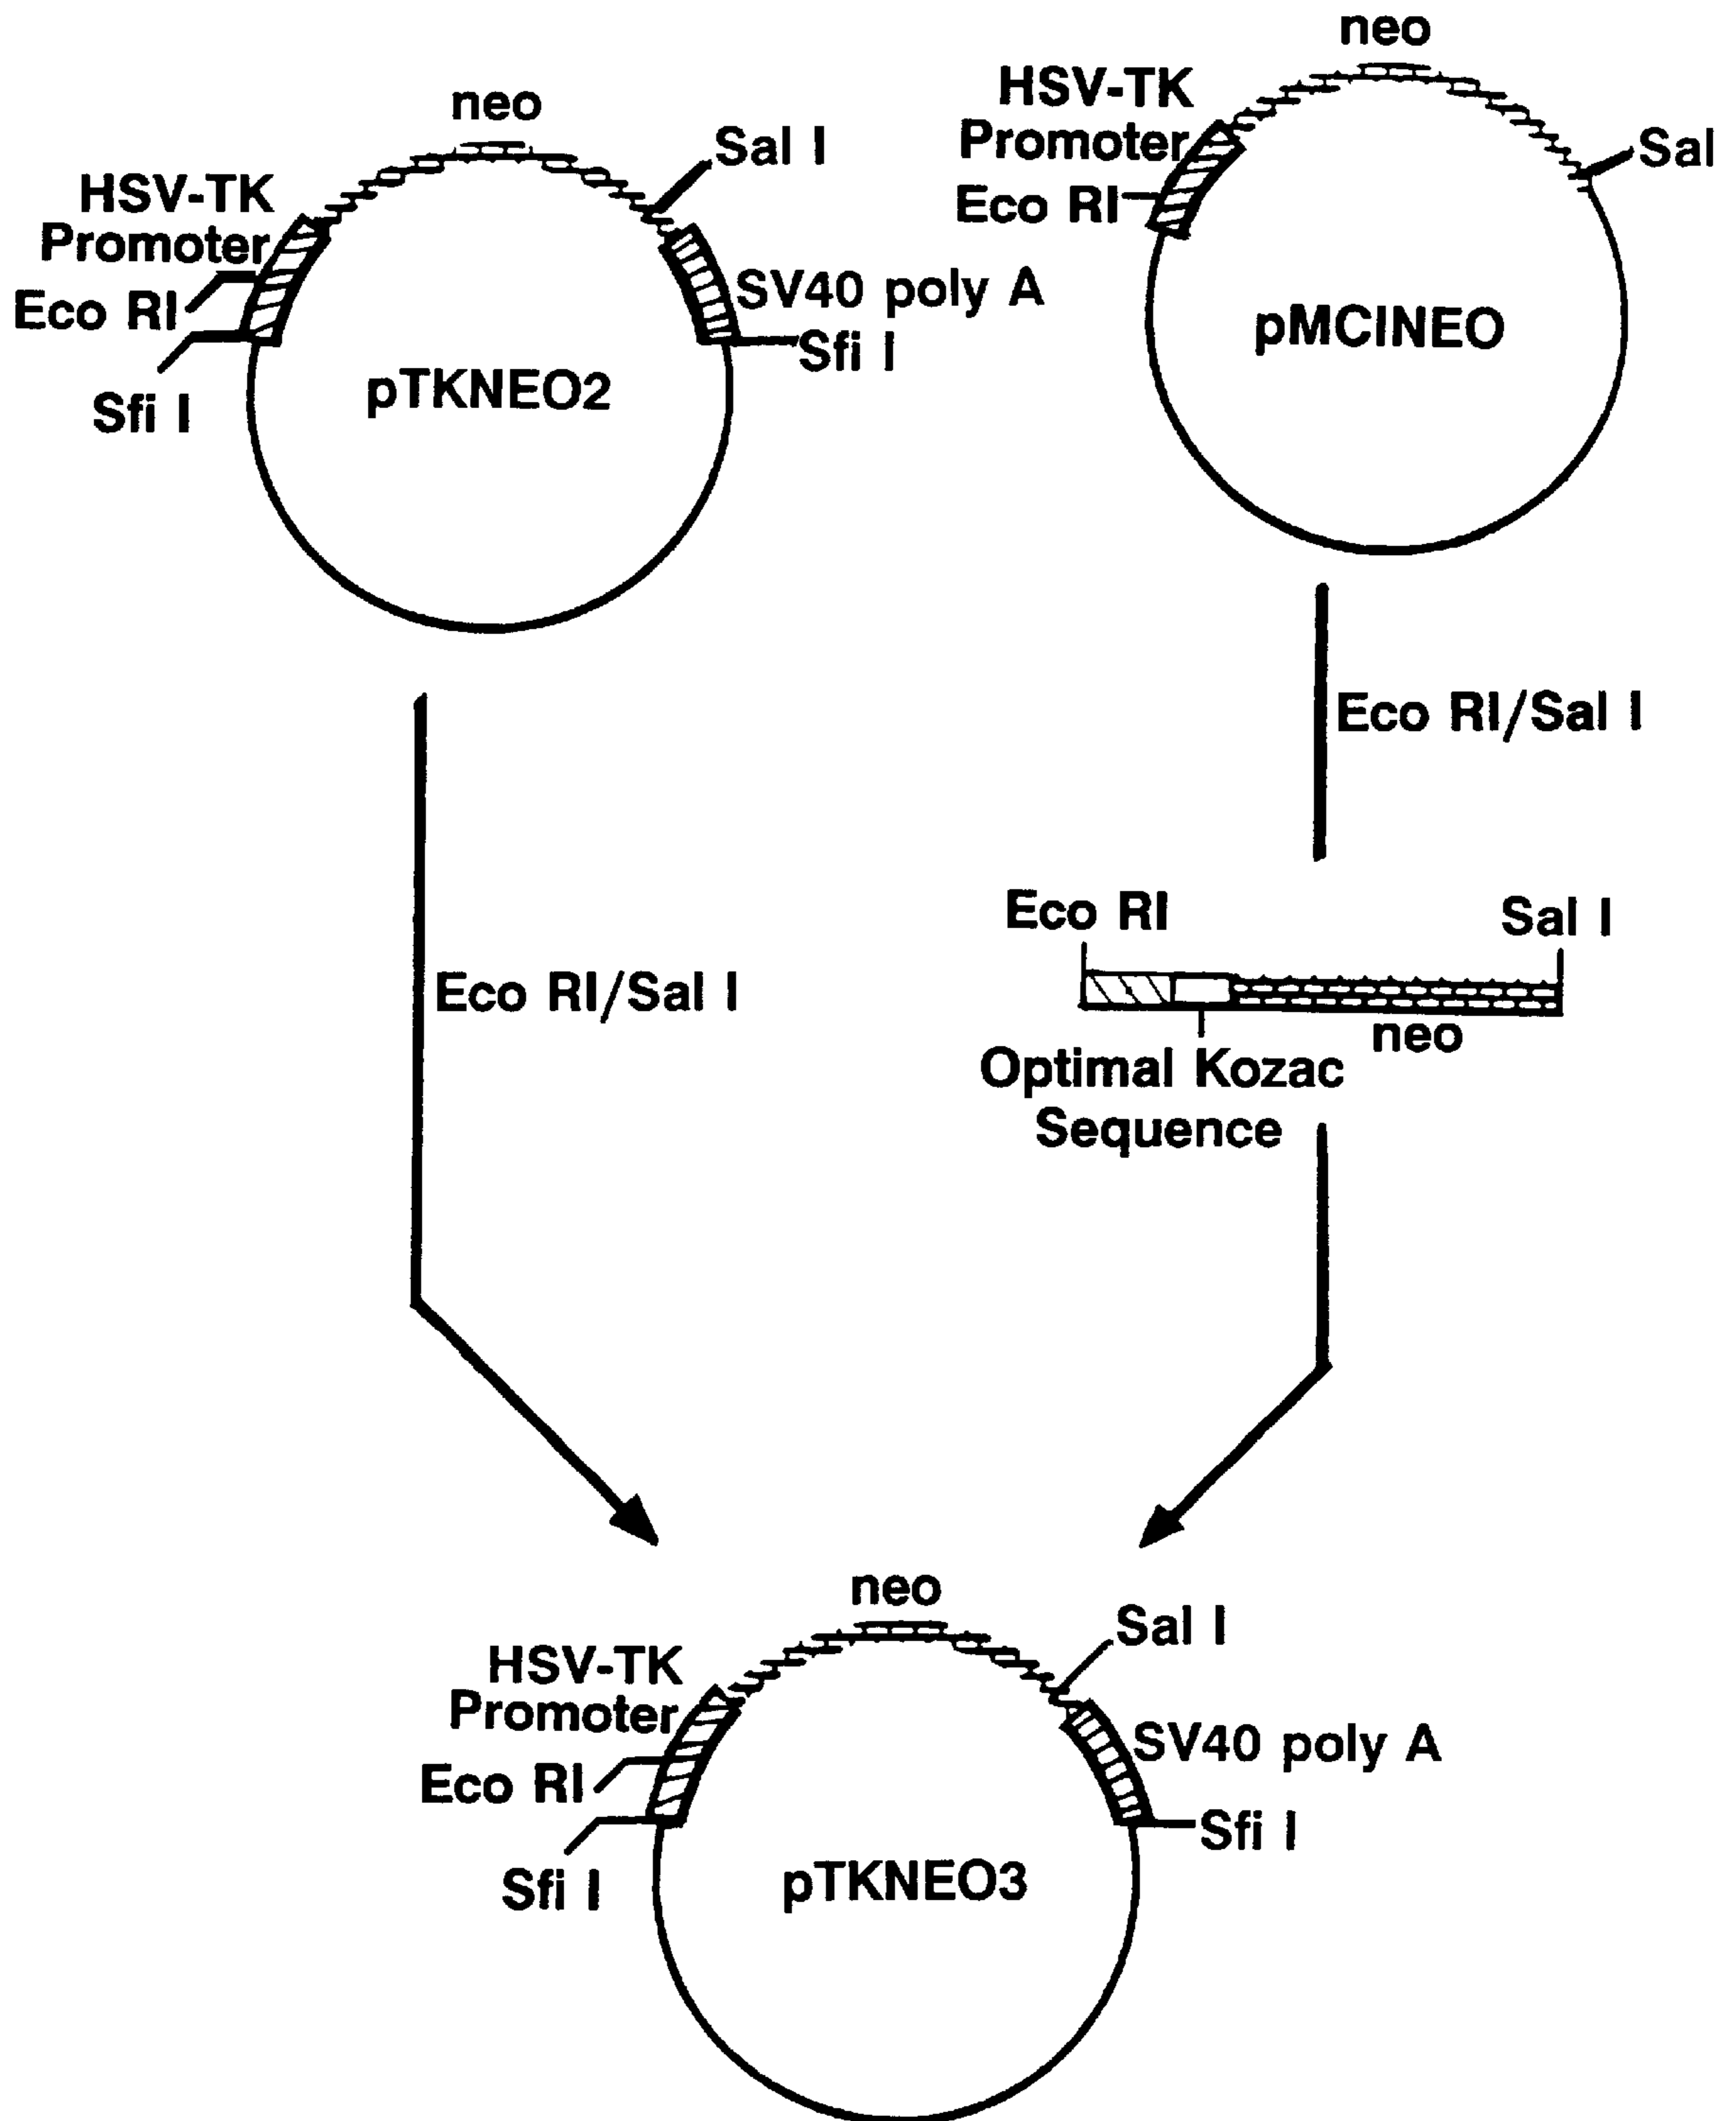 neo
HSV-TK
Promoter
Eco RI
Sfi I
Sal I
SV40 poly A
Sfi I
pTKNEO2
neo
HSV-TK
Promoter
Eco RI
Sal
pMCINEO
Eco RI/Sal I
Eco RI/Sal I
Eco RI
Sal I
neo
Optimal Kozac
Sequence
neo
HSV-TK
Promoter
Eco RI
Sfi I
Sal I
SV40 poly A
Sfi I
pTKNEO3